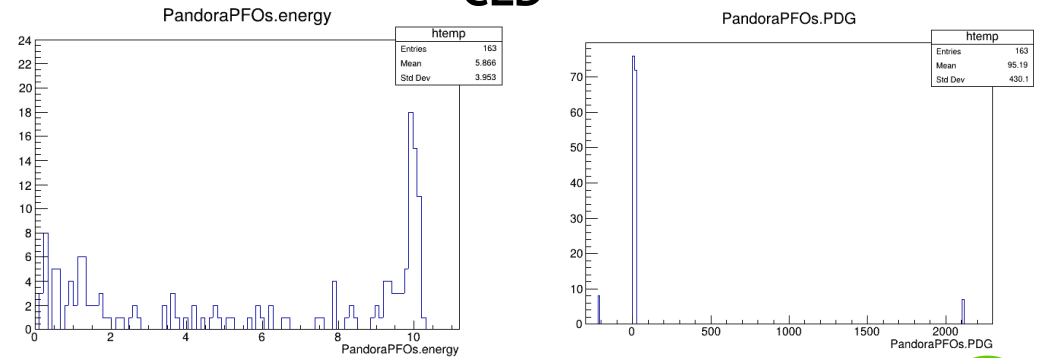 PandoraPFOs.energy
htemp
Entries 163
Mean 5.866
Std Dev 3.953
24
22
20
18
16
14
12
10
8
6
4
2
0
0 2 4 6 8 10
PandoraPFOs.energy
PandoraPFOs.PDG
htemp
Entries 163
Mean 95.19
Std Dev 430.1
70
60
50
40
30
20
10
0
0 500 1000 1500 2000
PandoraPFOs.PDG